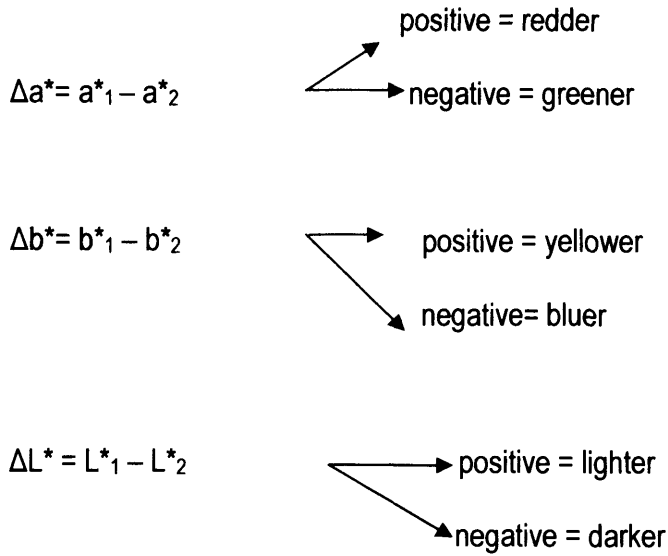 positive = redder
Δa*= a*₁ – a*₂
negative = greener
Δb*= b*₁ – b*₂
positive = yellower
negative= bluer
ΔL* = L*₁ – L*₂
positive = lighter
negative = darker